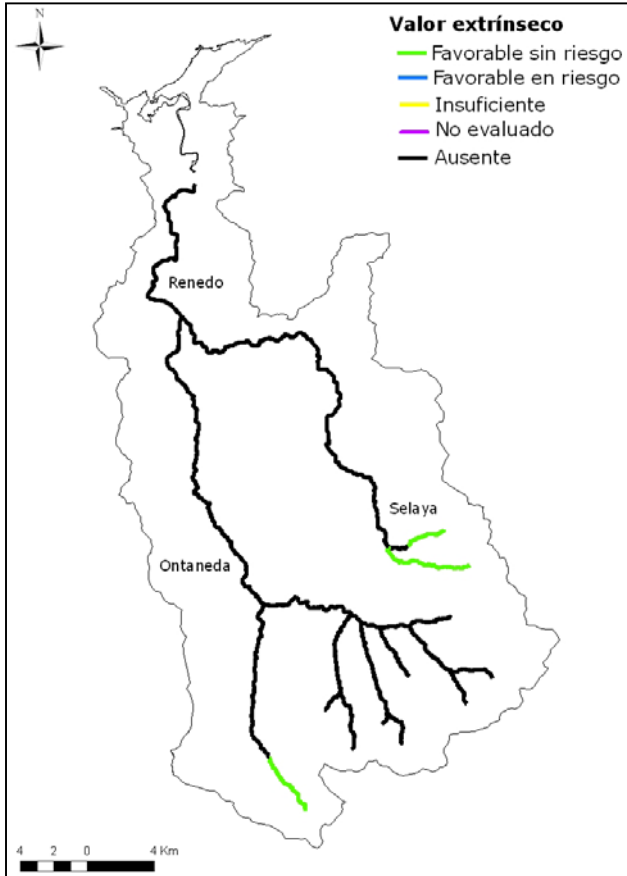 N
Valor extrínseco
Favorable sin riesgo
Favorable en riesgo
Insuficiente
No evaluado
Ausente
Renedo
Selaya
Ontaneda
4 2 0 4 Km